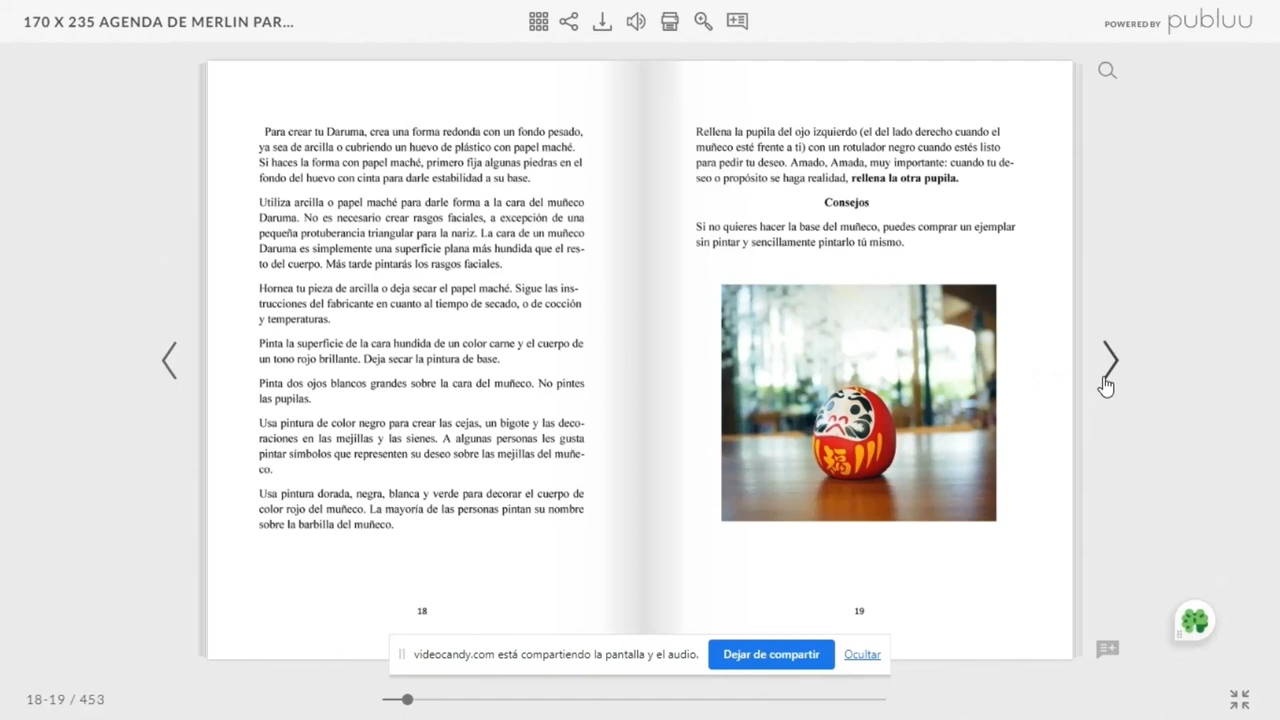 170 X 235 AGENDA DE MERLIN PAR...
POWERED BY publuu
Para crear tu Daruma, crea una forma redonda con un fondo pesado,
ya sea de arcilla o cubriendo un huevo de plástico con papel maché.
Si haces la forma con papel maché, primero fija algunas piedras en el
fondo del huevo con cinta para darle estabilidad a su base.
Utiliza arcilla o papel maché para darle forma a la cara del muñeco
Daruma. No es necesario crear rasgos faciales, a excepción de una
pequeña protuberancia triangular para la nariz. La cara de un muñeco
Daruma es simplemente una superficie plana más hundida que el res-
to del cuerpo. Más tarde pintarás los rasgos faciales.
Hornea tu pieza de arcilla o deja secar el papel maché. Sigue las ins-
trucciones del fabricante en cuanto al tiempo de secado, o de cocción
y temperaturas.
Pinta la superficie de la cara hundida de un color carne y el cuerpo de
un tono rojo brillante. Deja secar la pintura de base.
Pinta dos ojos blancos grandes sobre la cara del muñeco. No pintes
las pupilas.
Usa pintura de color negro para crear las cejas, un bigote y las deco-
raciones en las mejillas y las sienes. A algunas personas les gusta
pintar símbolos que representen su deseo sobre las mejillas del muñe-
co.
Usa pintura dorada, negra, blanca y verde para decorar el cuerpo de
color rojo del muñeco. La mayoría de las personas pintan su nombre
sobre la barbilla del muñeco.
18
Rellena la pupila del ojo izquierdo (el del lado derecho cuando el
muñeco esté frente a ti) con un rotulador negro cuando estés listo
para pedir tu deseo. Amado, Amada, muy importante: cuando tu de-
seo o propósito se haga realidad, rellena la otra pupila.
Consejos
Si no quieres hacer la base del muñeco, puedes comprar un ejemplar
sin pintar y sencillamente pintarlo tú mismo.
福
19
videocandy.com está compartiendo la pantalla y el audio.
Dejar de compartir
Ocultar
18-19 / 453